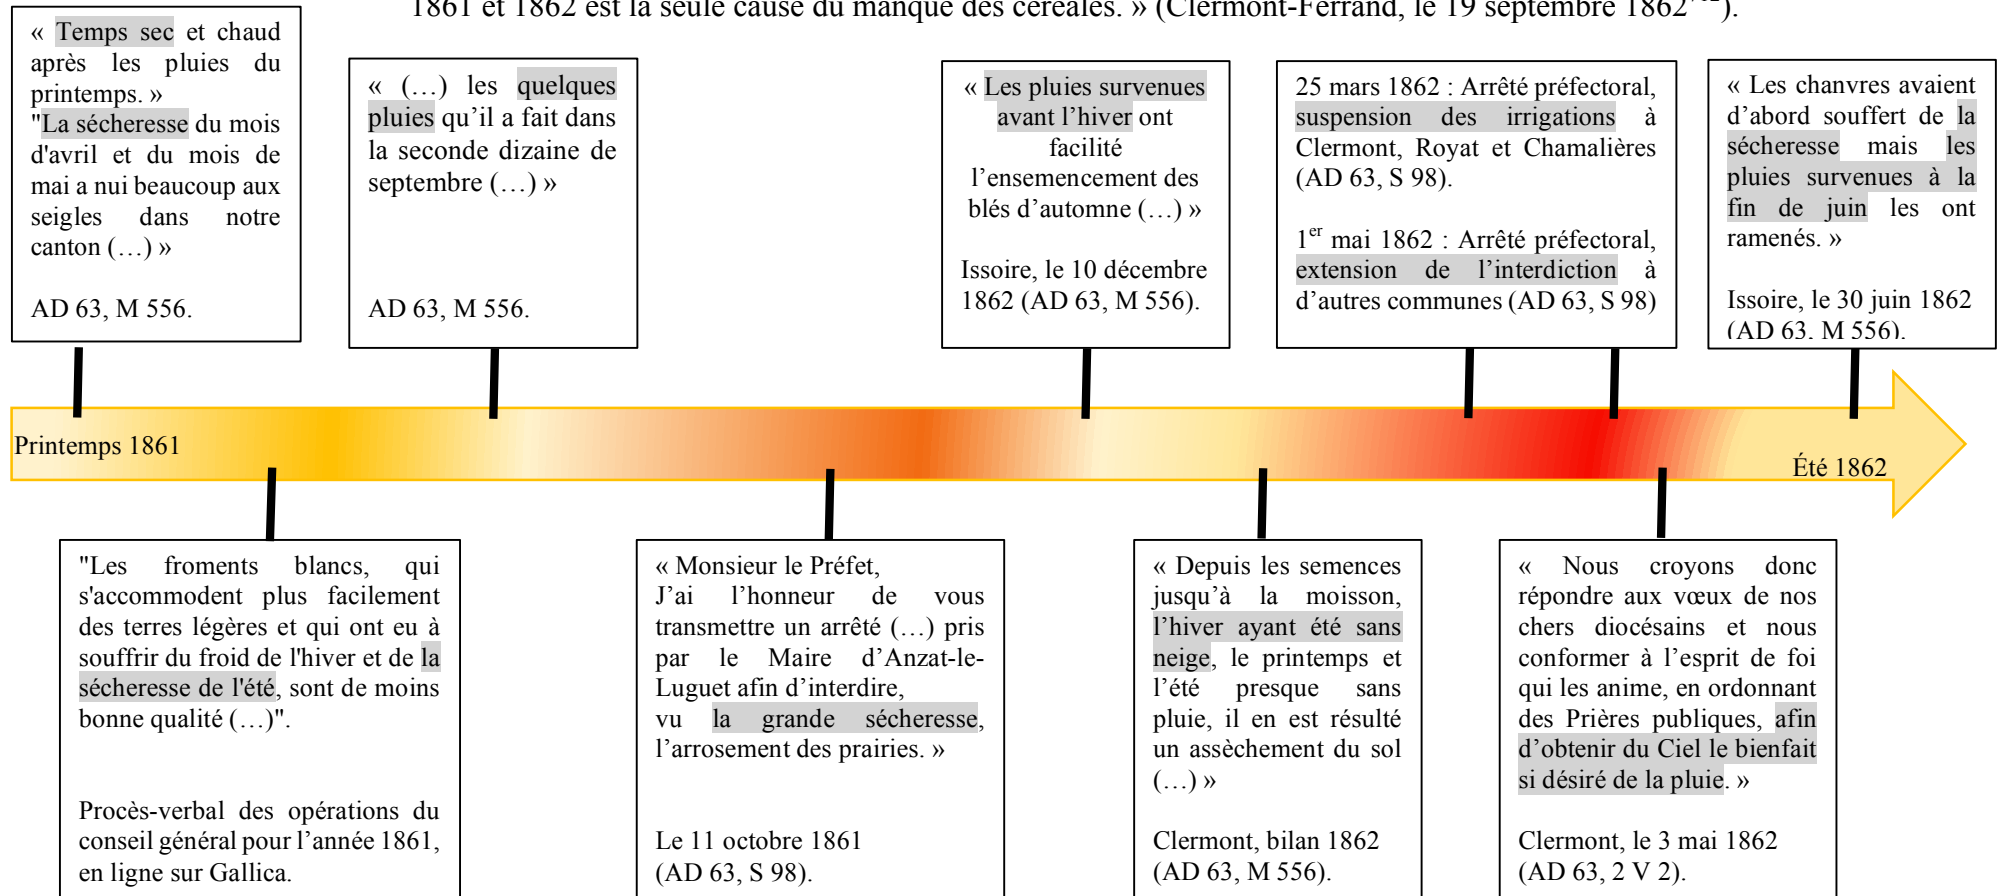 1861 et 1862 est la seule cause du manque des céréales. » (Clermont-Ferrand, le 19 septembre 1862).
« Temps sec et chaud
après les pluies du
printemps. »
"La sécheresse du mois
d'avril et du mois de
mai a nui beaucoup aux
seigles dans notre
canton (…) »
AD 63, M 556.
« (…) les quelques
pluies qu’il a fait dans
la seconde dizaine de
septembre (…) »
AD 63, M 556.
« Les pluies survenues
avant l’hiver ont
facilité
l’ensemencement des
blés d’automne (…) »
Issoire, le 10 décembre
1862 (AD 63, M 556).
25 mars 1862 : Arrêté préfectoral,
suspension des irrigations à
Clermont, Royat et Chamalières
(AD 63, S 98).
1er mai 1862 : Arrêté préfectoral,
extension de l’interdiction à
d’autres communes (AD 63, S 98)
« Les chanvres avaient
d’abord souffert de la
sécheresse mais les
pluies survenues à la
fin de juin les ont
ramenés. »
Issoire, le 30 juin 1862
(AD 63, M 556).
Printemps 1861
Été 1862
"Les froments blancs, qui
s'accommodent plus facilement
des terres légères et qui ont eu à
souffrir du froid de l'hiver et de la
sécheresse de l'été, sont de moins
bonne qualité (…)".
Procès-verbal des opérations du
conseil général pour l’année 1861,
en ligne sur Gallica.
« Monsieur le Préfet,
J’ai l’honneur de vous
transmettre un arrêté (…) pris
par le Maire d’Anzat-le-
Luguet afin d’interdire,
vu la grande sécheresse,
l’arrosement des prairies. »
Le 11 octobre 1861
(AD 63, S 98).
« Depuis les semences
jusqu’à la moisson,
l’hiver ayant été sans
neige, le printemps et
l’été presque sans
pluie, il en est résulté
un assèchement du sol
(…) »
Clermont, bilan 1862
(AD 63, M 556).
« Nous croyons donc
répondre aux vœux de nos
chers diocésains et nous
conformer à l’esprit de foi
qui les anime, en ordonnant
des Prières publiques, afin
d’obtenir du Ciel le bienfait
si désiré de la pluie. »
Clermont, le 3 mai 1862
(AD 63, 2 V 2).